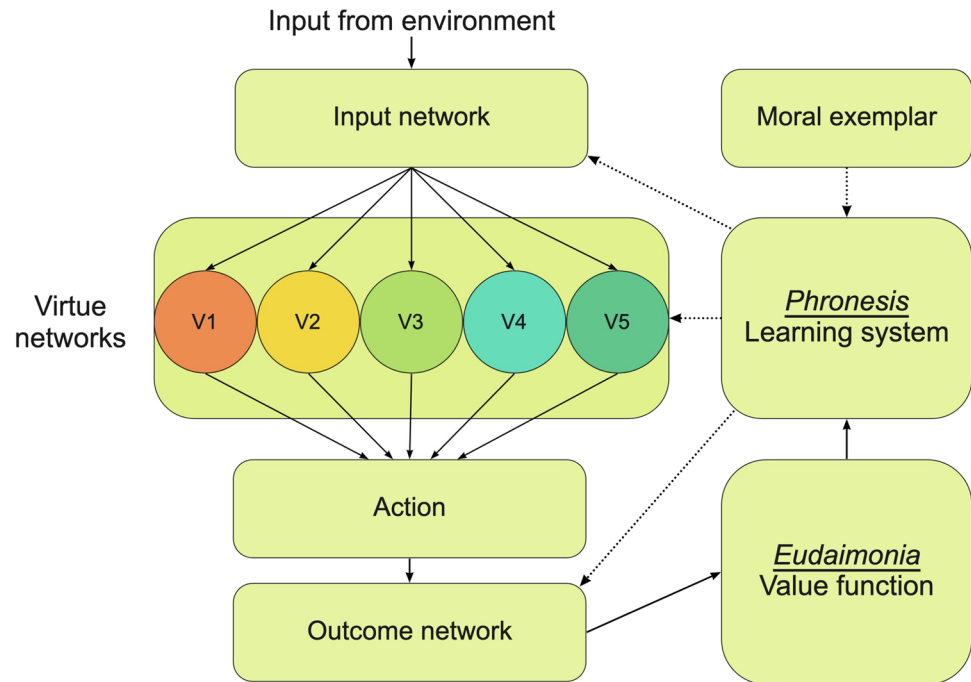 Input from environment
Input network
Moral exemplar
Virtue
networks
V1
V2
V3
V4
V5
Phronesis
Learning system
Action
Eudaimonia
Value function
Outcome network